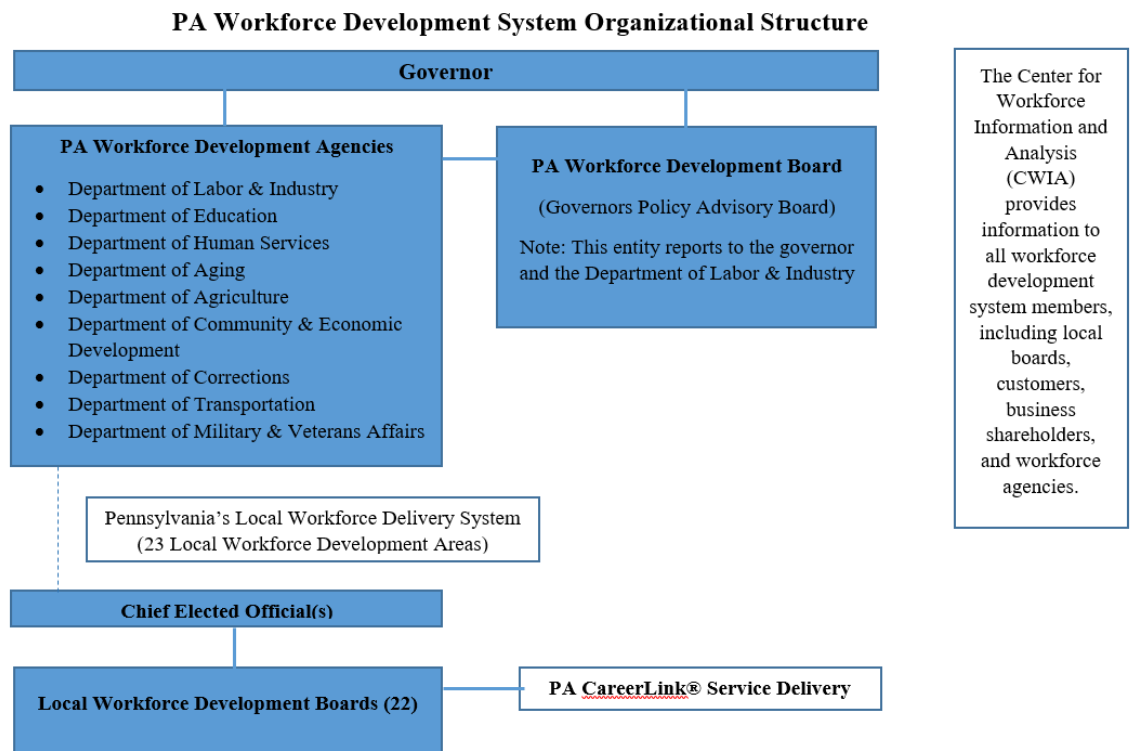 PA Workforce Development System Organizational Structure
Governor
PA Workforce Development Agencies
• Department of Labor & Industry
• Department of Education
• Department of Human Services
• Department of Aging
• Department of Agriculture
• Department of Community & Economic
Development
• Department of Corrections
• Department of Transportation
• Department of Military & Veterans Affairs
PA Workforce Development Board
(Governors Policy Advisory Board)
Note: This entity reports to the governor
and the Department of Labor & Industry
The Center for
Workforce
Information and
Analysis
(CWIA)
provides
information to
all workforce
development
system members,
including local
boards,
customers,
business
shareholders,
and workforce
agencies.
Pennsylvania’s Local Workforce Delivery System
(23 Local Workforce Development Areas)
Chief Elected Official(s)
Local Workforce Development Boards (22)
PA CareerLink® Service Delivery